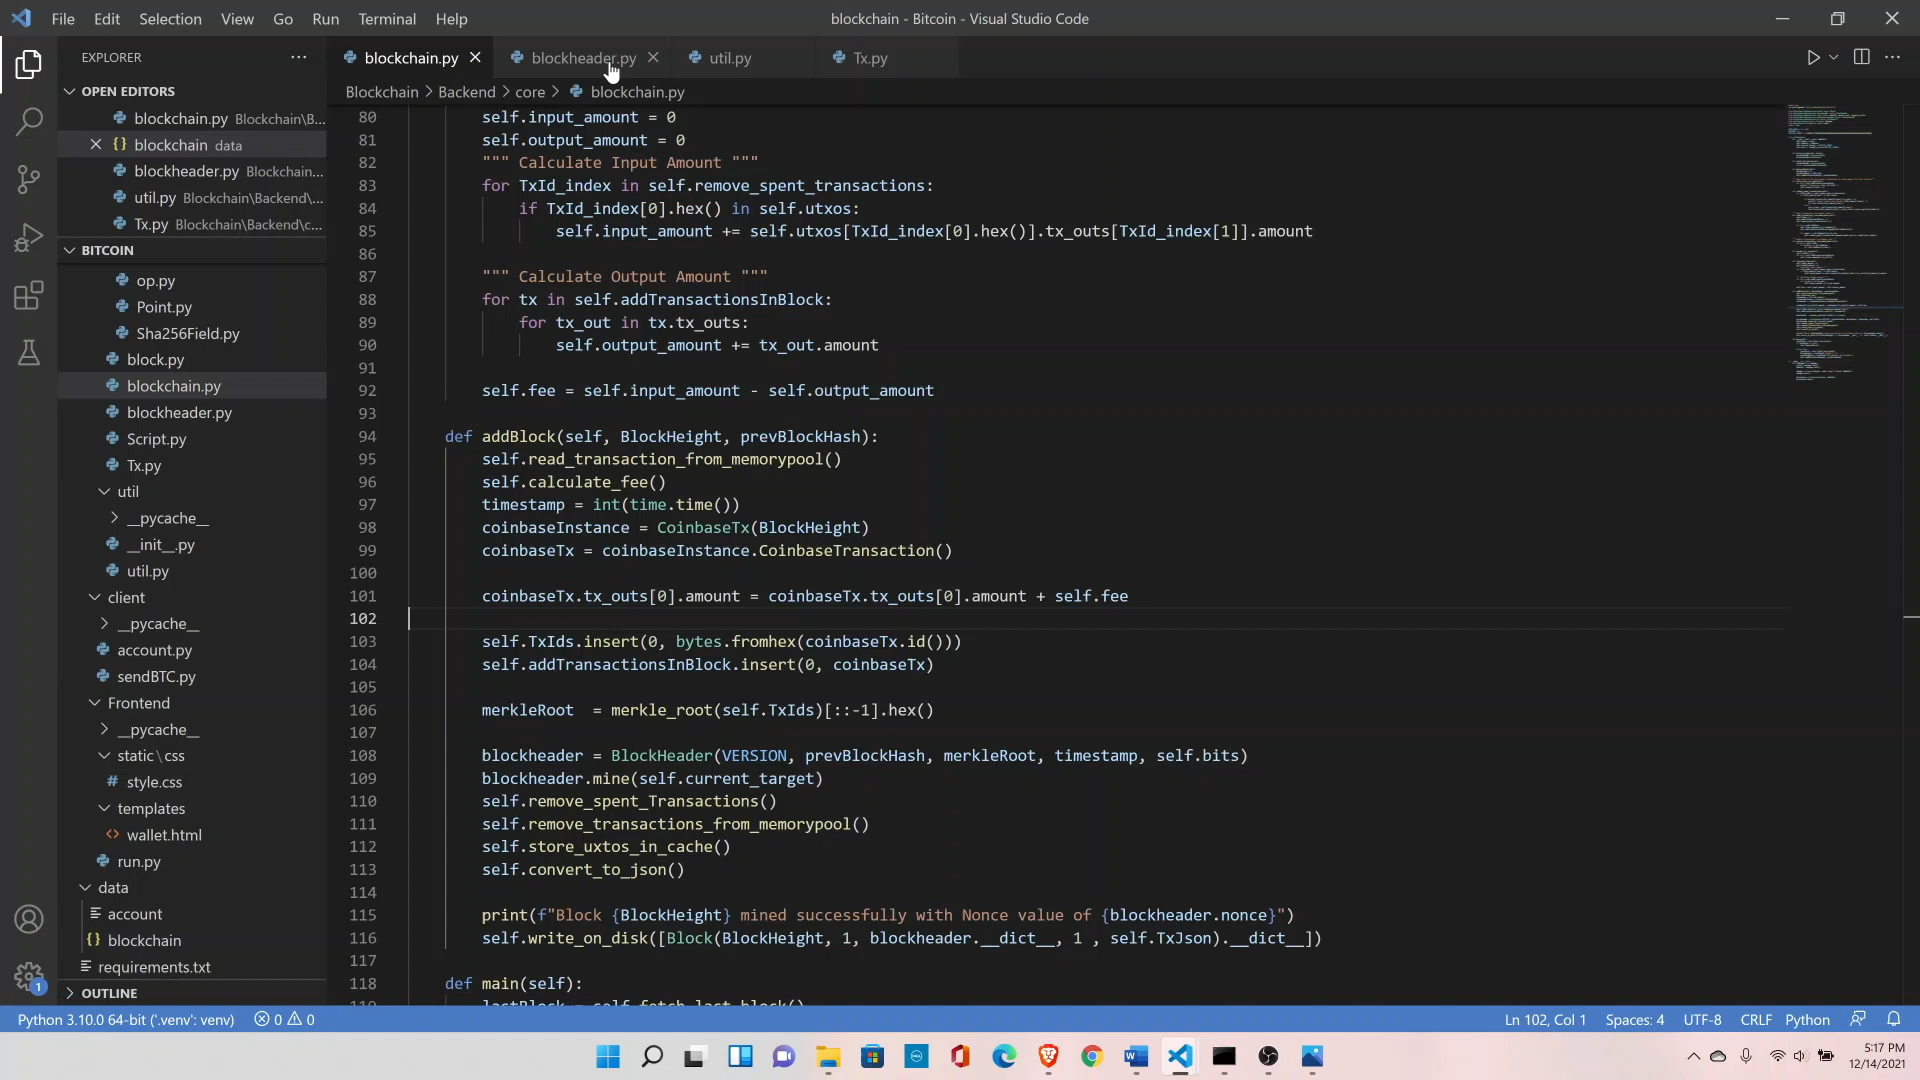 File Edit Selection View Go Run Terminal Help
blockchain - Bitcoin - Visual Studio Code
EXPLORER
blockchain.py
blockheader.py
util.py
Tx.py
OPEN EDITORS
Blockchain > Backend > core > blockchain.py
blockchain.py Blockchain\B...
blockchain data
blockheader.py Blockchain...
util.py Blockchain\Backend\...
Tx.py Blockchain\Backend\c...
BITCOIN
op.py
Point.py
Sha256Field.py
block.py
blockchain.py
blockheader.py
Script.py
Tx.py
util
__pycache__
__init__.py
util.py
client
__pycache__
account.py
sendBTC.py
Frontend
__pycache__
static\css
# style.css
templates
<> wallet.html
run.py
data
account
{} blockchain
requirements.txt
OUTLINE
80 self.input_amount = 0
81 self.output_amount = 0
82 """ Calculate Input Amount """
83 for TxId_index in self.remove_spent_transactions:
84 if TxId_index[0].hex() in self.utxos:
85 self.input_amount += self.utxos[TxId_index[0].hex()].tx_outs[TxId_index[1]].amount
86
87 """ Calculate Output Amount """
88 for tx in self.addTransactionsInBlock:
89 for tx_out in tx.tx_outs:
90 self.output_amount += tx_out.amount
91
92 self.fee = self.input_amount - self.output_amount
93
94 def addBlock(self, BlockHeight, prevBlockHash):
95 self.read_transaction_from_memorypool()
96 self.calculate_fee()
97 timestamp = int(time.time())
98 coinbaseInstance = CoinbaseTx(BlockHeight)
99 coinbaseTx = coinbaseInstance.CoinbaseTransaction()
100
101 coinbaseTx.tx_outs[0].amount = coinbaseTx.tx_outs[0].amount + self.fee
102
103 self.TxIds.insert(0, bytes.fromhex(coinbaseTx.id()))
104 self.addTransactionsInBlock.insert(0, coinbaseTx)
105
106 merkleRoot  = merkle_root(self.TxIds)[::-1].hex()
107
108 blockheader = BlockHeader(VERSION, prevBlockHash, merkleRoot, timestamp, self.bits)
109 blockheader.mine(self.current_target)
110 self.remove_spent_Transactions()
111 self.remove_transactions_from_memorypool()
112 self.store_uxtos_in_cache()
113 self.convert_to_json()
114
115 print(f"Block {BlockHeight} mined successfully with Nonce value of {blockheader.nonce}")
116 self.write_on_disk([Block(BlockHeight, 1, blockheader.__dict__, 1 , self.TxJson).__dict__])
117
118 def main(self):
119 lastBlock = self.fetch_last_block()
1
Python 3.10.0 64-bit ('.venv': venv) 0 0
Ln 102, Col 1 Spaces: 4 UTF-8 CRLF Python
5:17 PM
12/14/2021